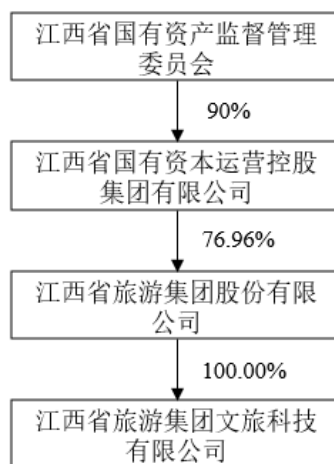 江西省国有资产监督管理
委员会
90%
江西省国有资本运营控股
集团有限公司
76.96%
江西省旅游集团股份有限
公司
100.00%
江西省旅游集团文旅科技
有限公司